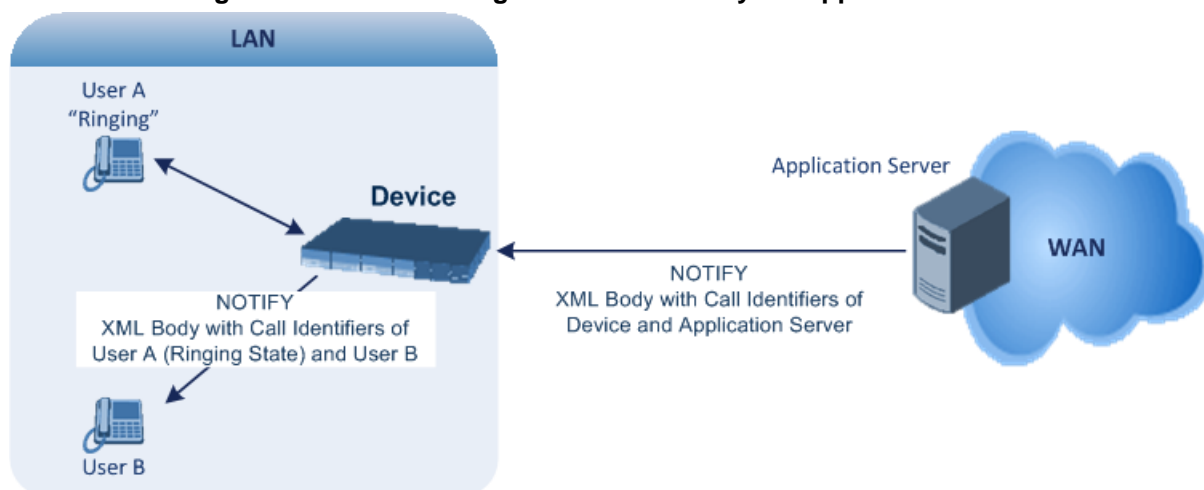 LAN
User A
"Ringing"
Device
Application Server
WAN
NOTIFY
XML Body with Call Identifiers of
Device and Application Server
NOTIFY
XML Body with Call Identifiers of
User A (Ringing State) and User B
User B